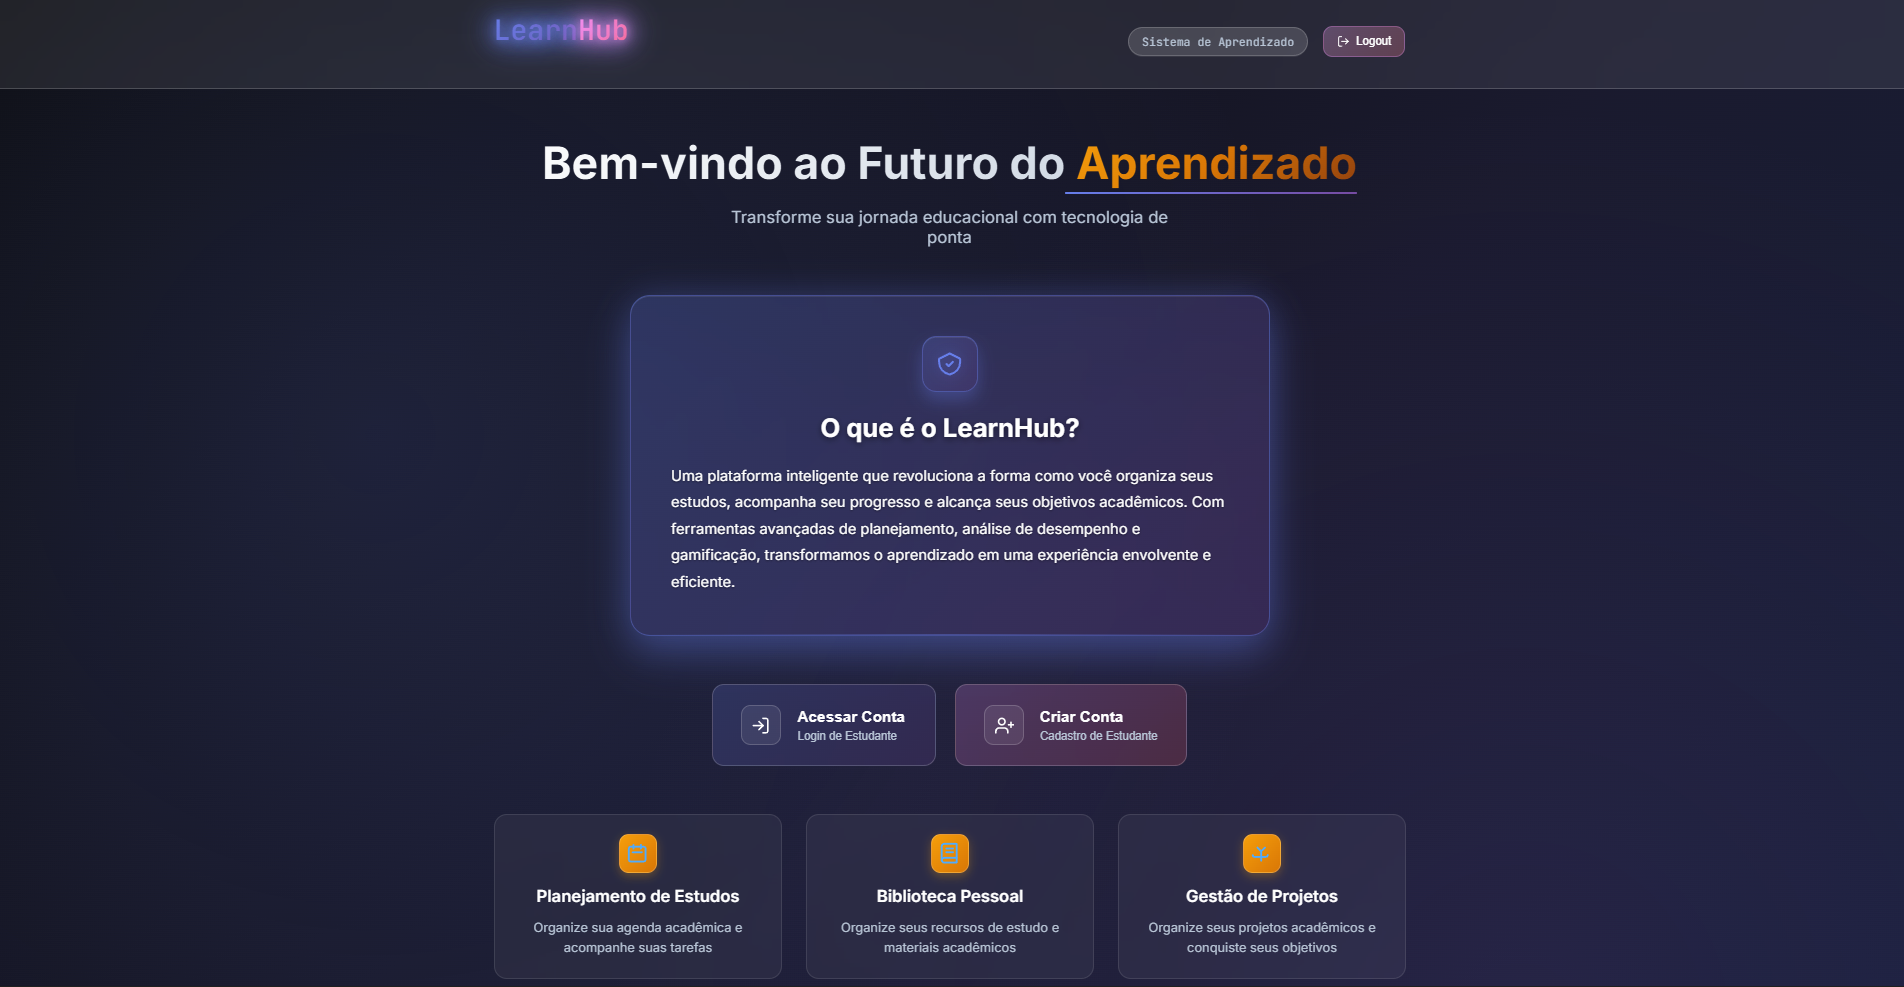 LearnHub
Sistema de Aprendizado
Logout
Bem-vindo ao Futuro do Aprendizado
Transforme sua jornada educacional com tecnologia de
ponta
O que é o LearnHub?
Uma plataforma inteligente que revoluciona a forma como você organiza seus
estudos, acompanha seu progresso e alcança seus objetivos acadêmicos. Com
ferramentas avançadas de planejamento, análise de desempenho e
gamificação, transformamos o aprendizado em uma experiência envolvente e
eficiente.
Acessar Conta
Login de Estudante
Criar Conta
Cadastro de Estudante
Planejamento de Estudos
Organize sua agenda acadêmica e
acompanhe suas tarefas
Biblioteca Pessoal
Organize seus recursos de estudo e
materiais acadêmicos
Gestão de Projetos
Organize seus projetos acadêmicos e
conquiste seus objetivos